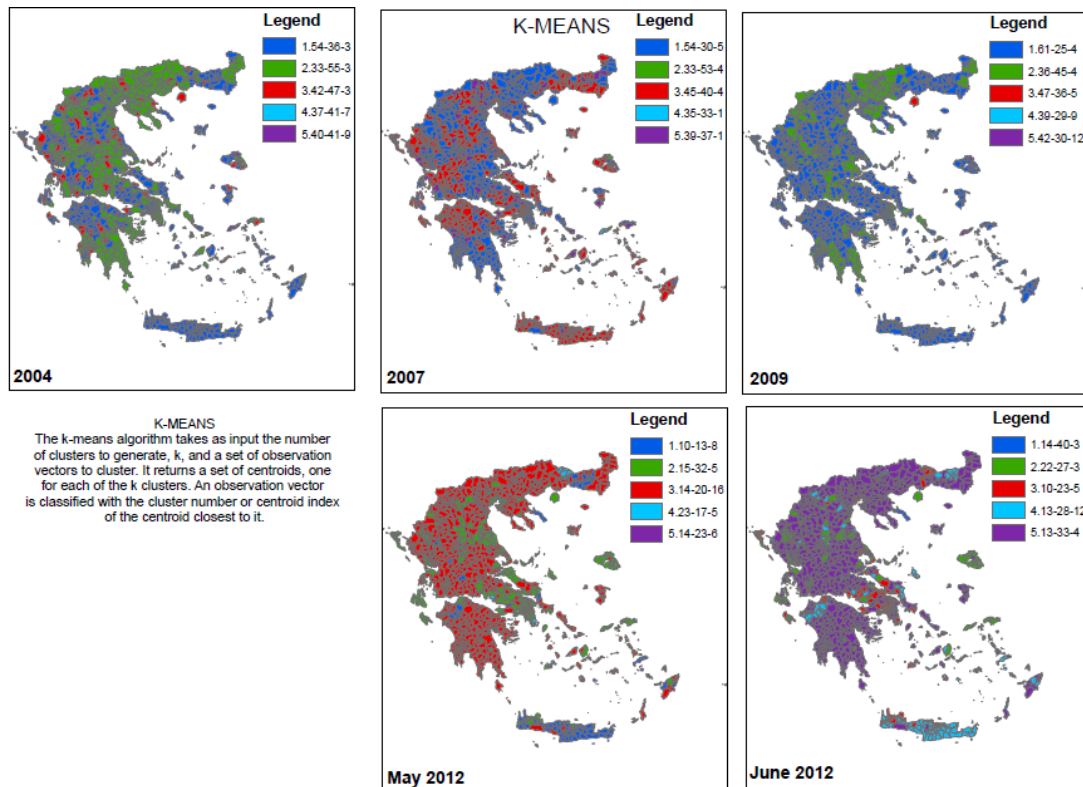 K-MEANS
Legend
1.54-36-3
2.33-55-3
3.42-47-3
4.37-41-7
5.40-41-9
2004
Legend
1.54-30-5
2.33-53-4
3.45-40-4
4.35-33-1
5.39-37-1
2007
Legend
1.61-25-4
2.36-45-4
3.47-36-5
4.39-29-9
5.42-30-12
2009
K-MEANS
The k-means algorithm takes as input the number
of clusters to generate, k, and a set of observation
vectors to cluster. It returns a set of centroids, one
for each of the k clusters. An observation vector
is classified with the cluster number or centroid index
of the centroid closest to it.
Legend
1.10-13-8
2.15-32-5
3.14-20-16
4.23-17-5
5.14-23-6
May 2012
Legend
1.14-40-3
2.22-27-3
3.10-23-5
4.13-28-12
5.13-33-4
June 2012